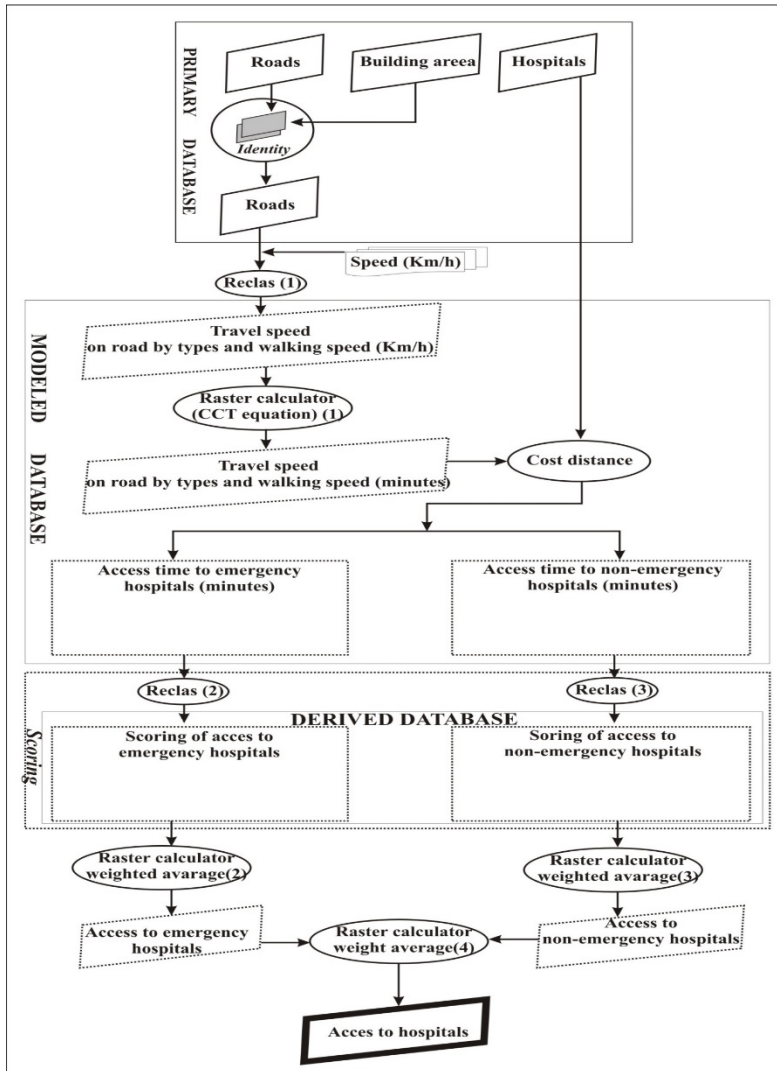 PRIMARY DATABASE
Roads
Building areea
Hospitals
Identity
Roads
Speed (Km/h)
Reclas (1)
MODELED DATABASE
Travel speed
on road by types and walking speed (Km/h)
Raster calculator
(CCT equation) (1)
Travel speed
on road by types and walking speed (minutes)
Cost distance
Access time to emergency
hospitals (minutes)
Access time to non-emergency
hospitals (minutes)
Reclas (2)
Reclas (3)
Scoring
DERIVED DATABASE
Scoring of acces to
emergency hospitals
Soring of access to
non-emergency hospitals
Raster calculator
weighted avarage(2)
Raster calculator
weighted avarage(3)
Access to emergency
hospitals
Raster calculator
weight average(4)
Access to
non-emergency hospitals
Acces to hospitals